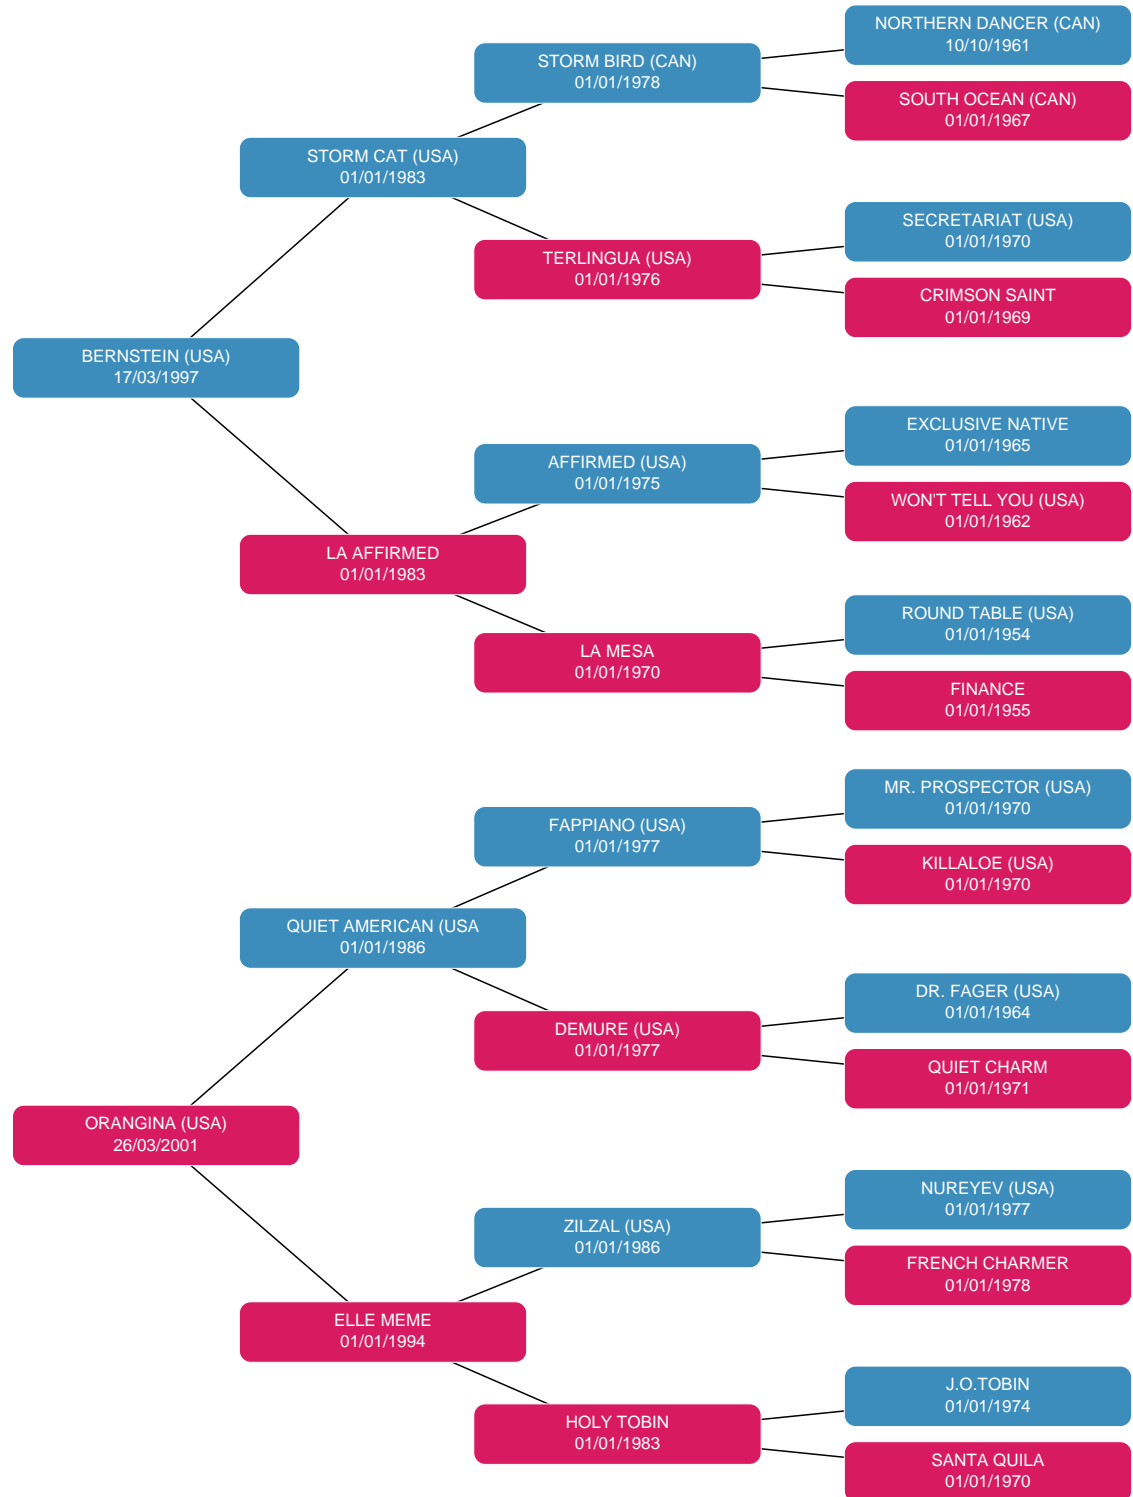 NORTHERN DANCER (CAN)
10/10/1961
STORM BIRD (CAN)
01/01/1978
SOUTH OCEAN (CAN)
01/01/1967
STORM CAT (USA)
01/01/1983
SECRETARIAT (USA)
01/01/1970
TERLINGUA (USA)
01/01/1976
CRIMSON SAINT
01/01/1969
BERNSTEIN (USA)
17/03/1997
EXCLUSIVE NATIVE
01/01/1965
AFFIRMED (USA)
01/01/1975
WON'T TELL YOU (USA)
01/01/1962
LA AFFIRMED
01/01/1983
ROUND TABLE (USA)
01/01/1954
LA MESA
01/01/1970
FINANCE
01/01/1955
MR. PROSPECTOR (USA)
01/01/1970
FAPPIANO (USA)
01/01/1977
KILLALOE (USA)
01/01/1970
QUIET AMERICAN (USA
01/01/1986
DR. FAGER (USA)
01/01/1964
DEMURE (USA)
01/01/1977
QUIET CHARM
01/01/1971
ORANGINA (USA)
26/03/2001
NUREYEV (USA)
01/01/1977
ZILZAL (USA)
01/01/1986
FRENCH CHARMER
01/01/1978
ELLE MEME
01/01/1994
J.O.TOBIN
01/01/1974
HOLY TOBIN
01/01/1983
SANTA QUILA
01/01/1970